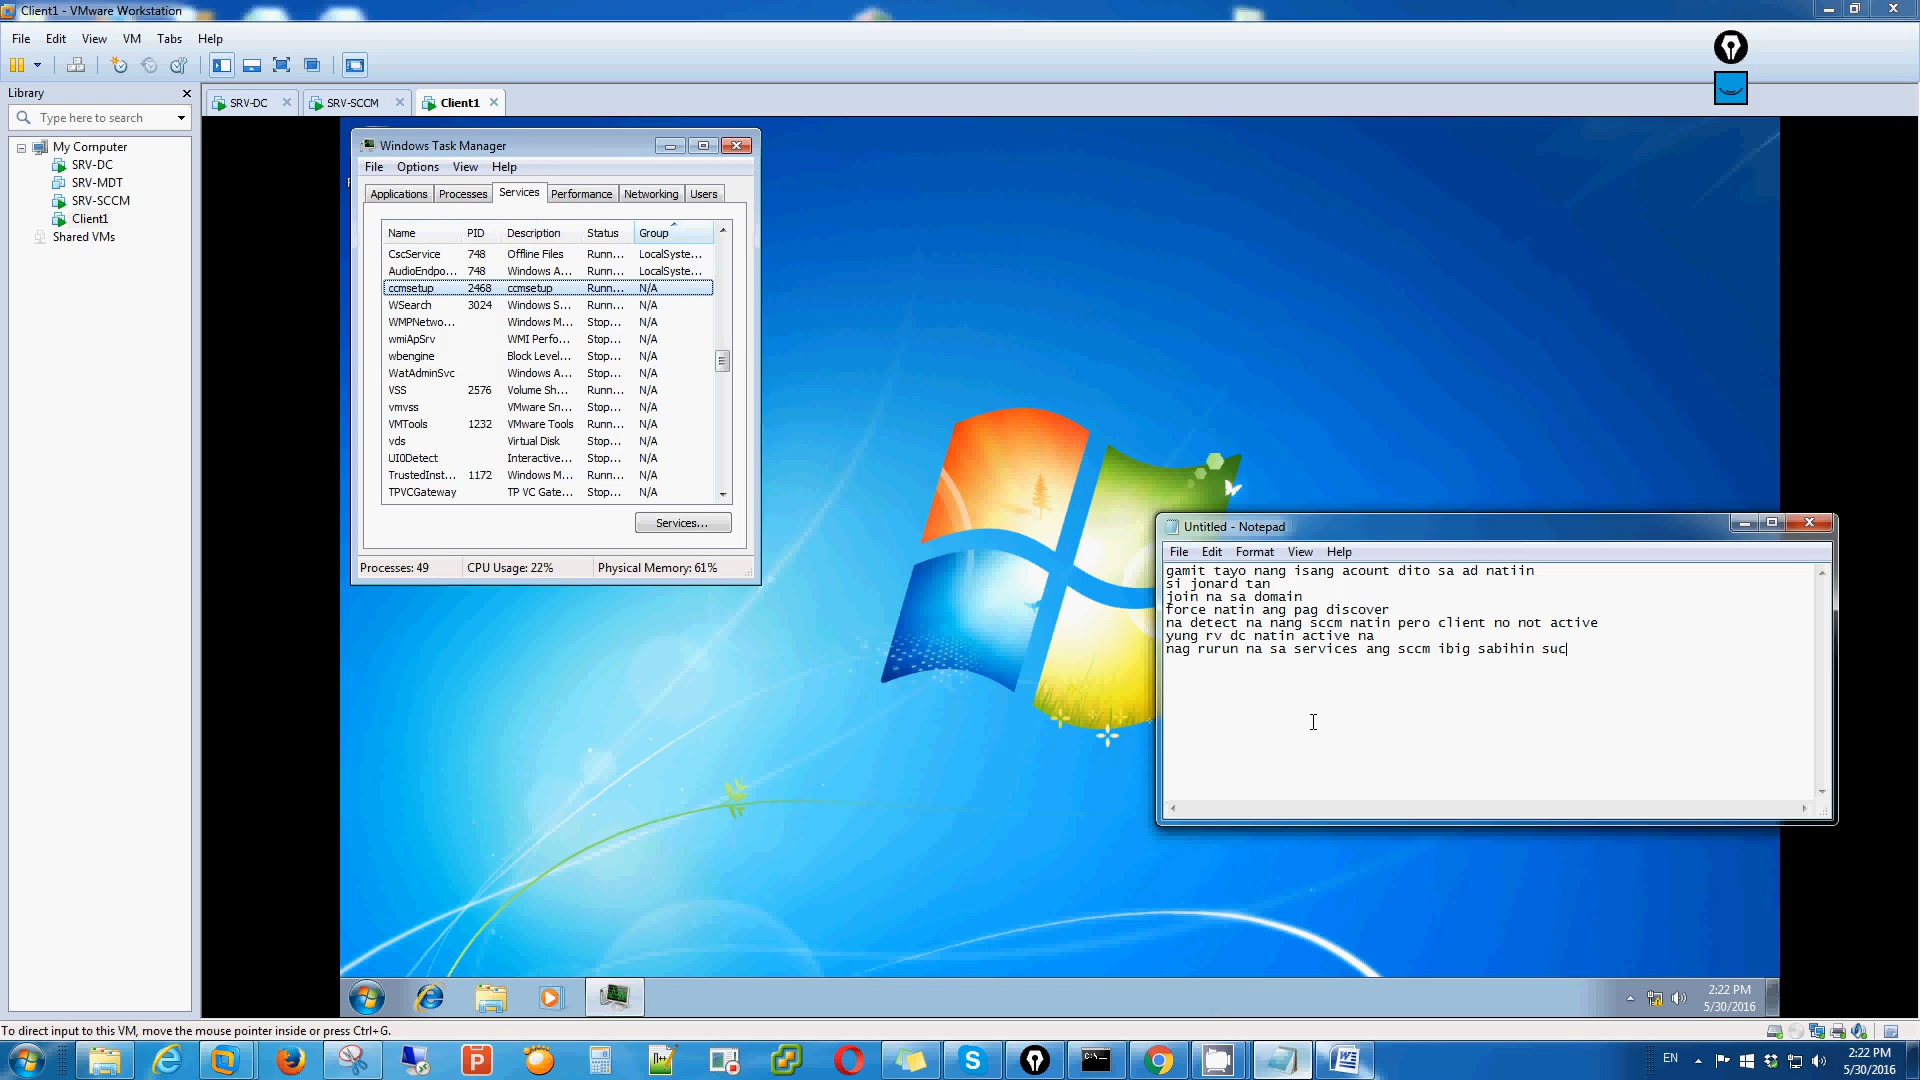 Client1 - VMware Workstation
File Edit View VM Tabs Help
Library
Type here to search
My Computer
SRV-DC
SRV-MDT
SRV-SCCM
Client1
Shared VMs
SRV-DC SRV-SCCM Client1
Windows Task Manager
File Options View Help
Applications Processes Services Performance Networking Users
Name PID Description Status Group
CscService 748 Offline Files Runn... LocalSyste...
AudioEndpo... 748 Windows A... Runn... LocalSyste...
ccmsetup 2468 ccmsetup Runn... N/A
WSearch 3024 Windows S... Runn... N/A
WMPNetwo... Windows M... Stop... N/A
wmiApSrv WMI Perfo... Stop... N/A
wbengine Block Level... Stop... N/A
WatAdminSvc Windows A... Stop... N/A
VSS 2576 Volume Sh... Runn... N/A
vmvss VMware Sn... Stop... N/A
VMTools 1232 VMware Tools Runn... N/A
vds Virtual Disk Stop... N/A
UI0Detect Interactive... Stop... N/A
TrustedInst... 1172 Windows M... Runn... N/A
TPVCGateway TP VC Gate... Stop... N/A
Services...
Processes: 49 CPU Usage: 22% Physical Memory: 61%
Untitled - Notepad
File Edit Format View Help
gamit tayo nang isang acount dito sa ad natiin
si jonard tan
join na sa domain
force natin ang pag discover
na detect na nang sccm natin pero client no not active
yung rv dc natin active na
nag rurun na sa services ang sccm ibig sabihin suc
2:22 PM
5/30/2016
To direct input to this VM, move the mouse pointer inside or press Ctrl+G.
EN
2:22 PM
5/30/2016